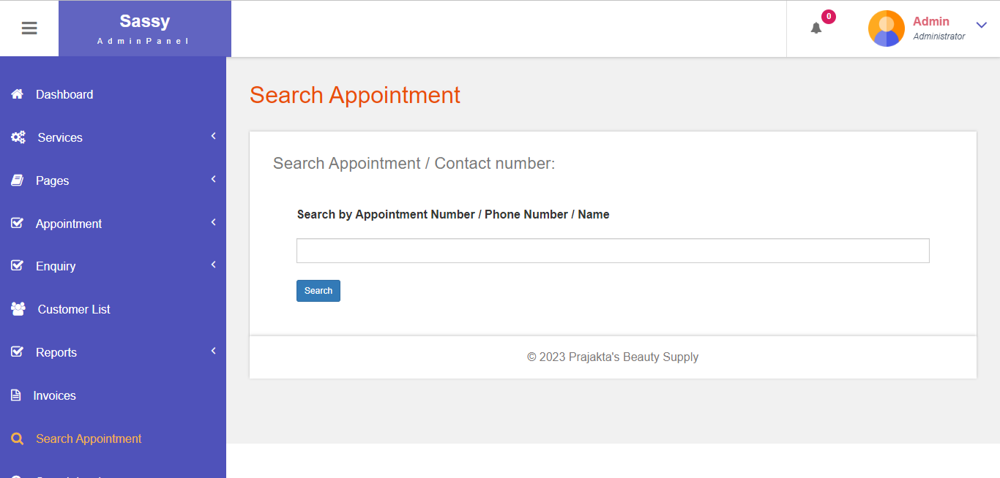 Sassy
AdminPanel
0
Admin
Administrator
Dashboard
Services
Pages
Appointment
Enquiry
Customer List
Reports
Invoices
Search Appointment
Search Appointment
Search Appointment / Contact number:
Search by Appointment Number / Phone Number / Name
Search
© 2023 Prajakta's Beauty Supply